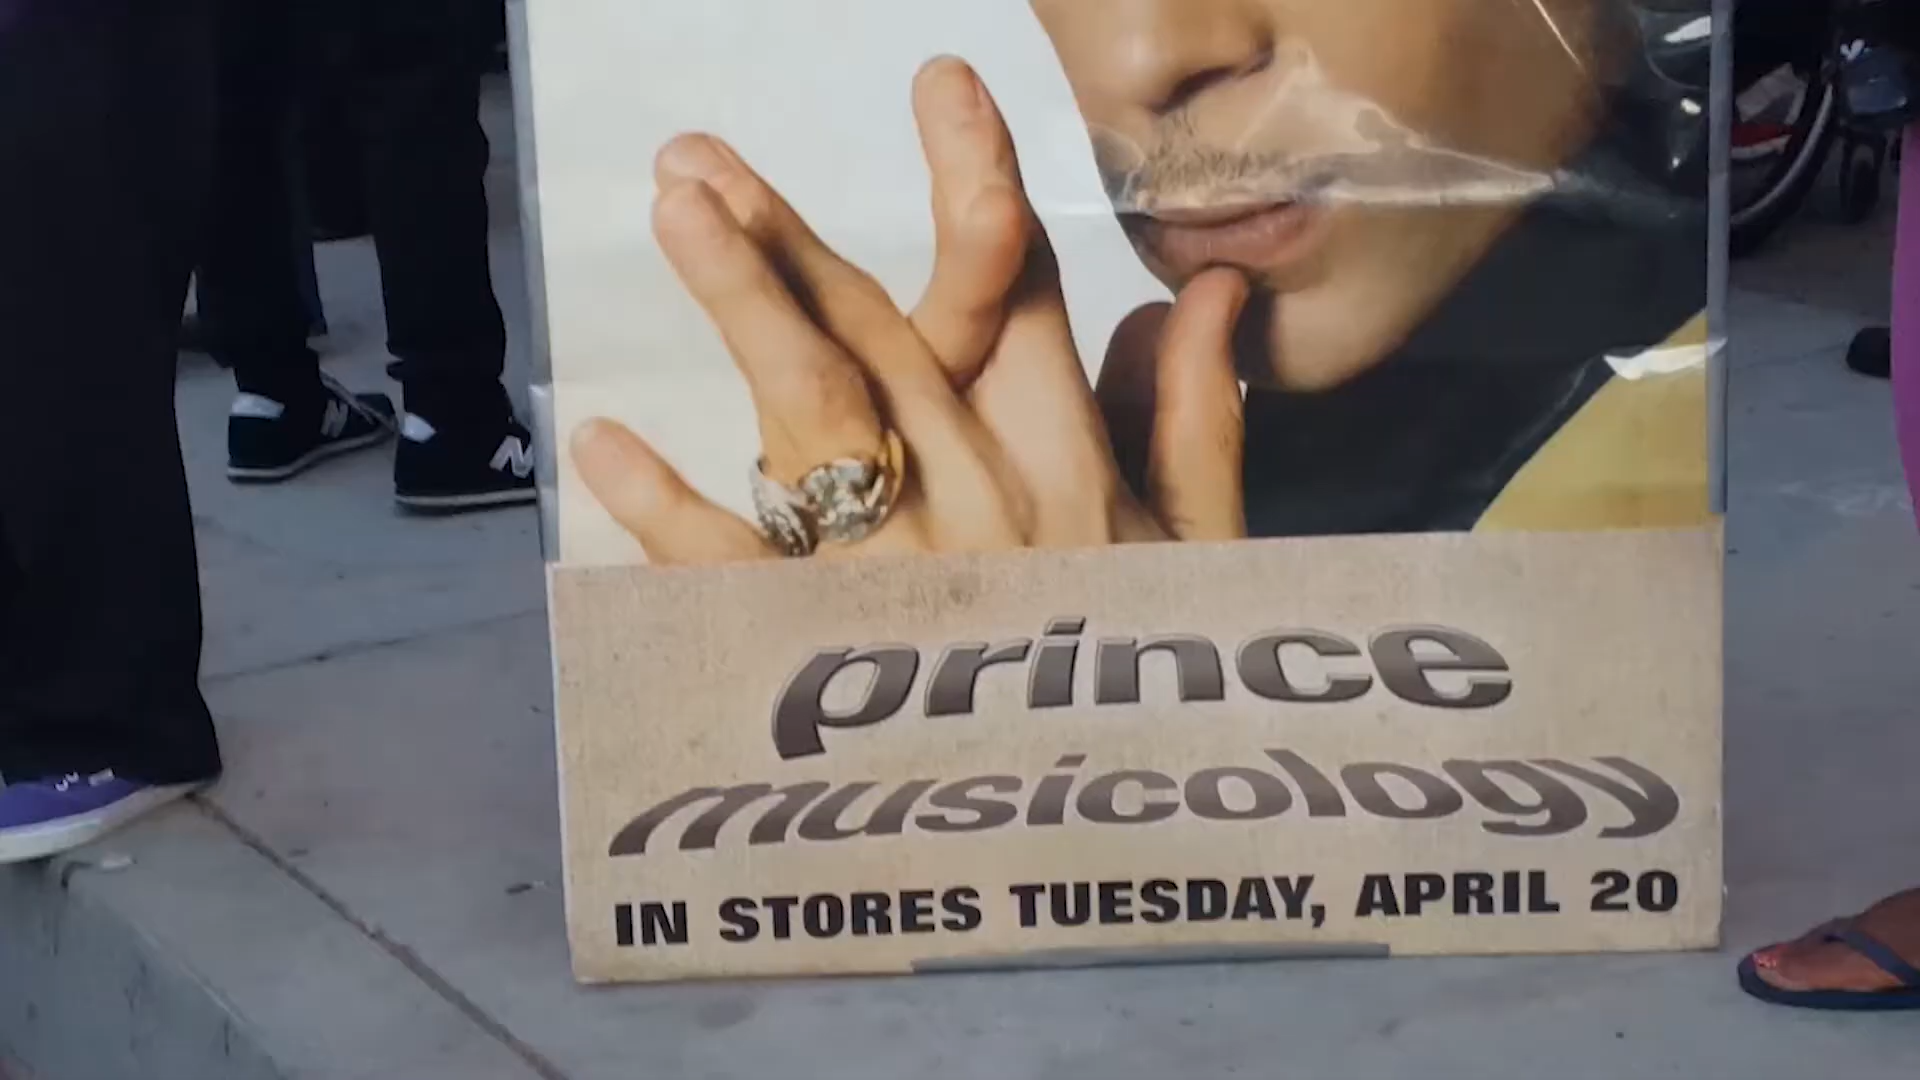 prince
musicology
IN STORES TUESDAY, APRIL 20
N
N